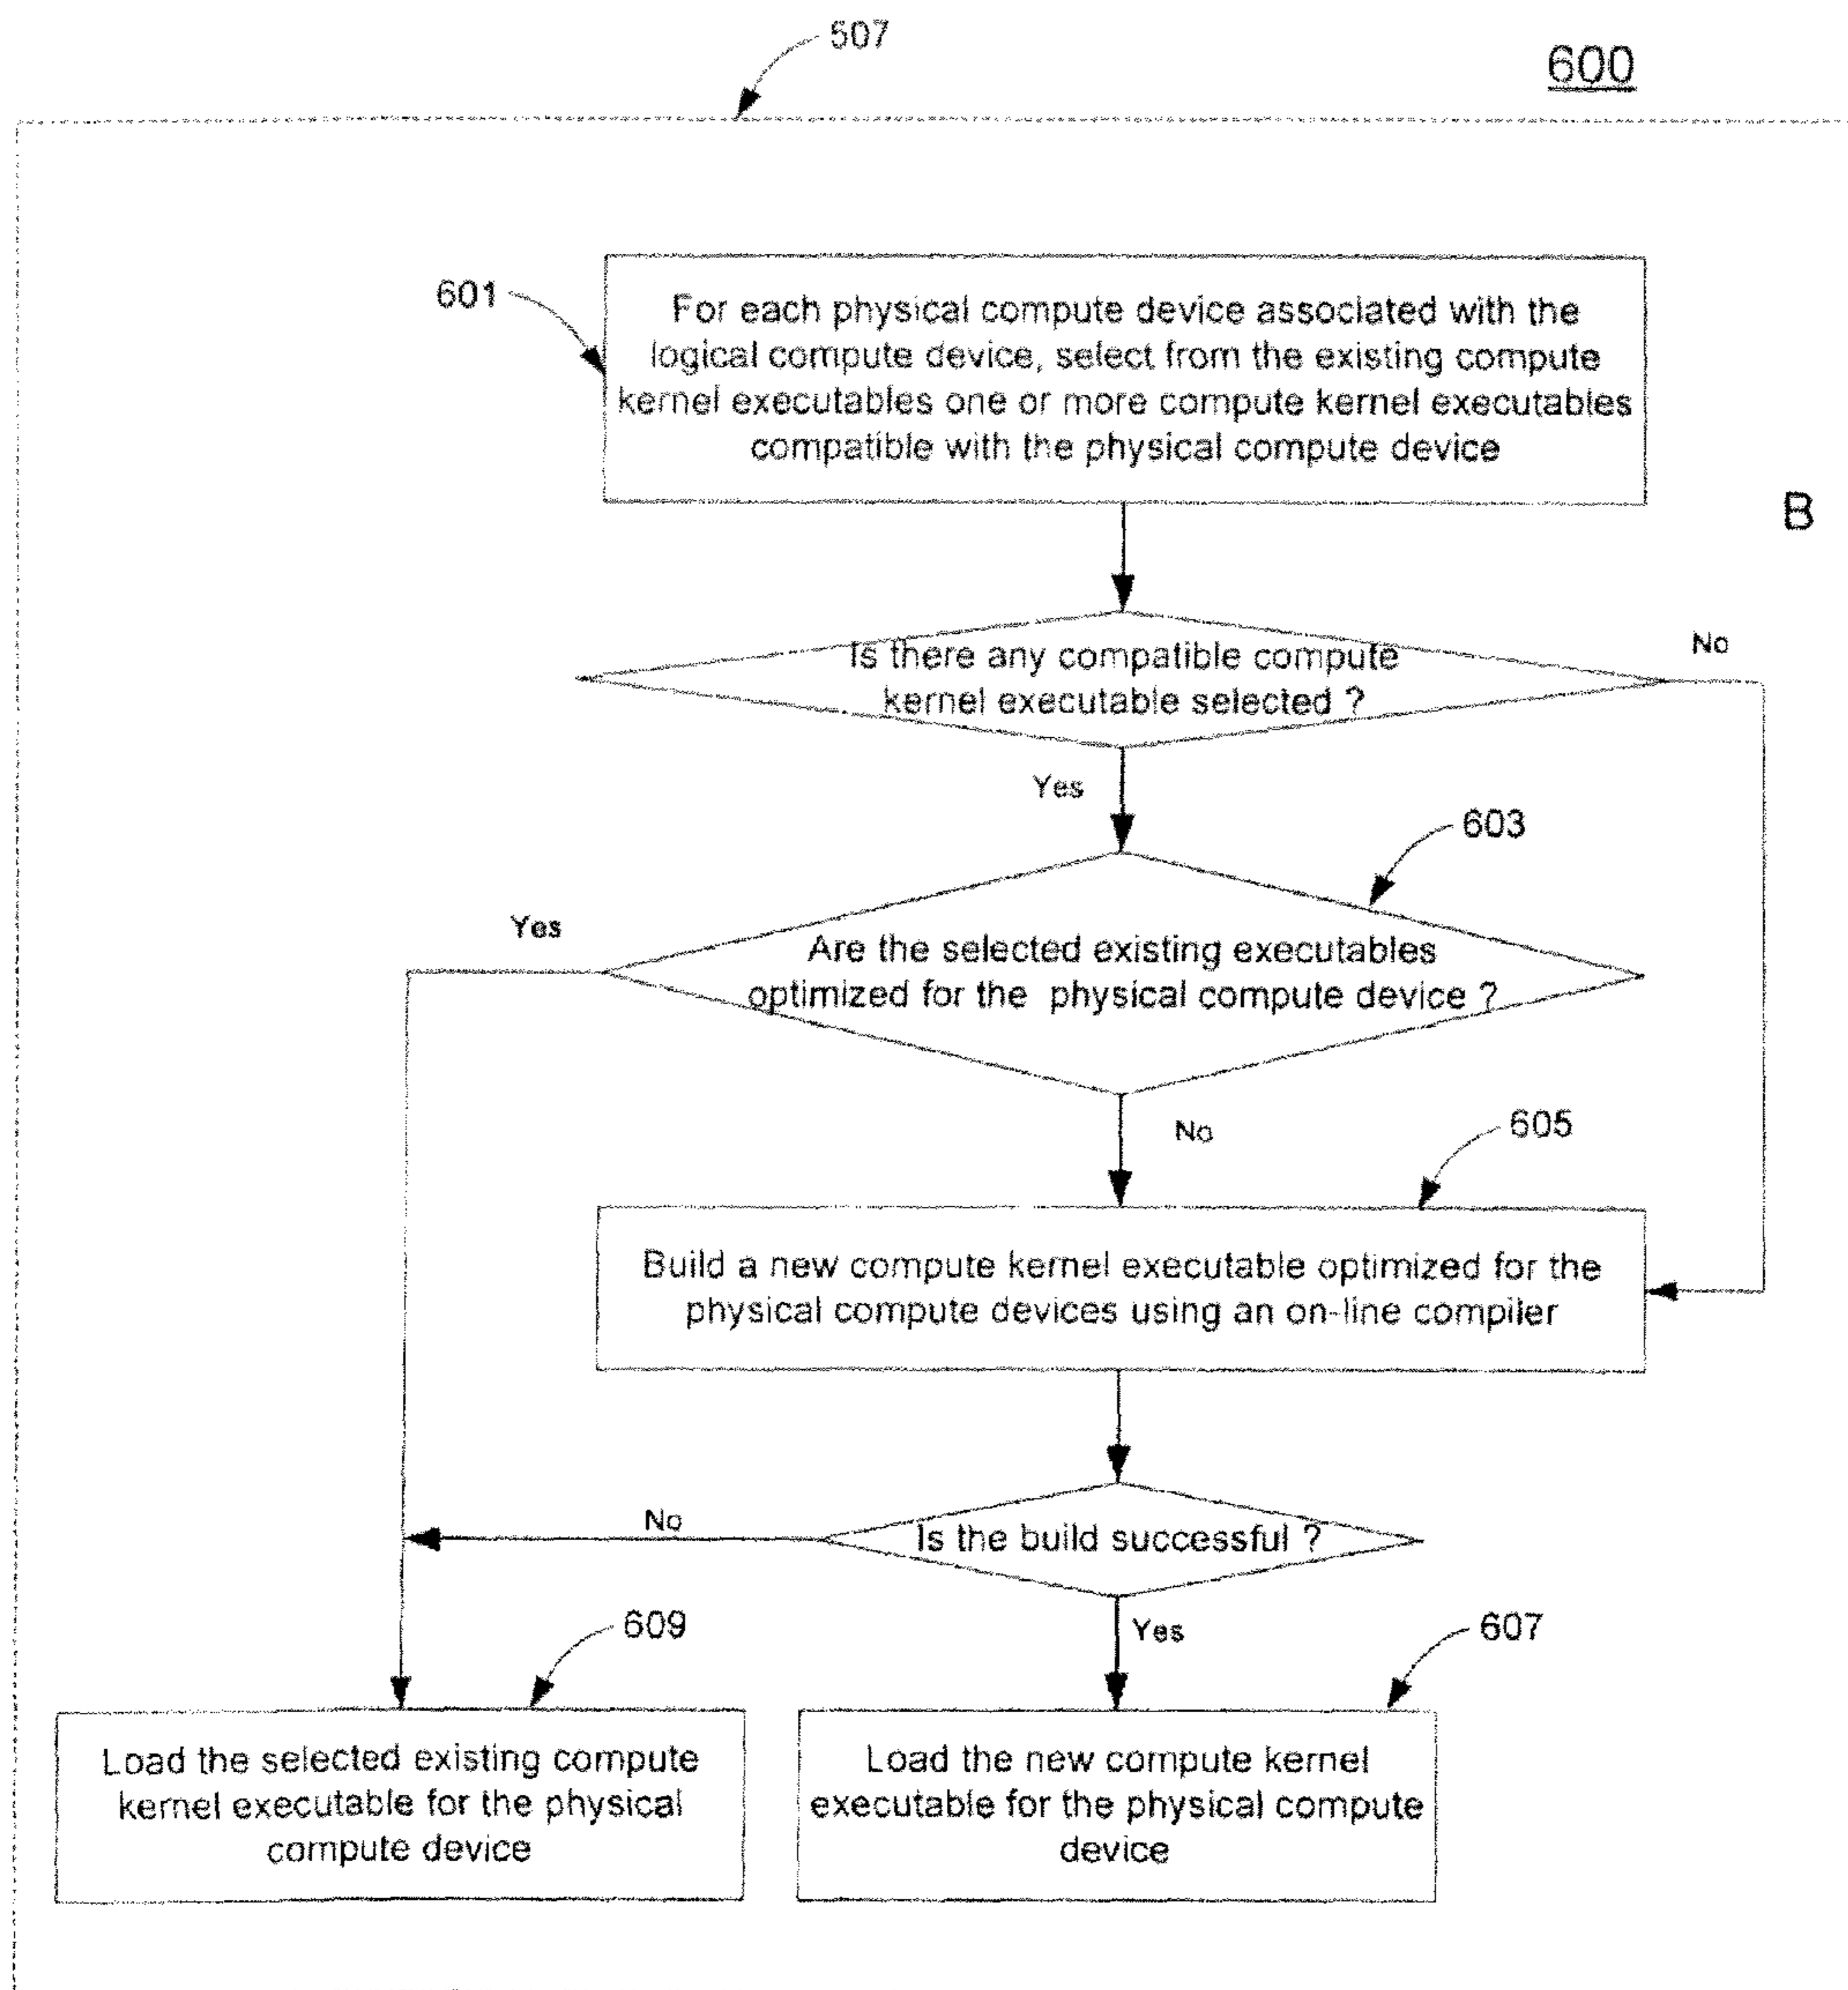 507
600
601
For each physical compute device associated with the
logical compute device, select from the existing compute
kernel executables one or more compute kernel executables
compatible with the physical compute device
B
Is there any compatible compute
kernel executable selected ?
No
Yes
603
Yes
Are the selected existing executables
optimized for the physical compute device ?
No
605
Build a new compute kernel executable optimized for the
physical compute devices using an on-line compiler
No
Is the build successful ?
609
Yes
607
Load the selected existing compute
kernel executable for the physical
compute device
Load the new compute kernel
executable for the physical compute
device